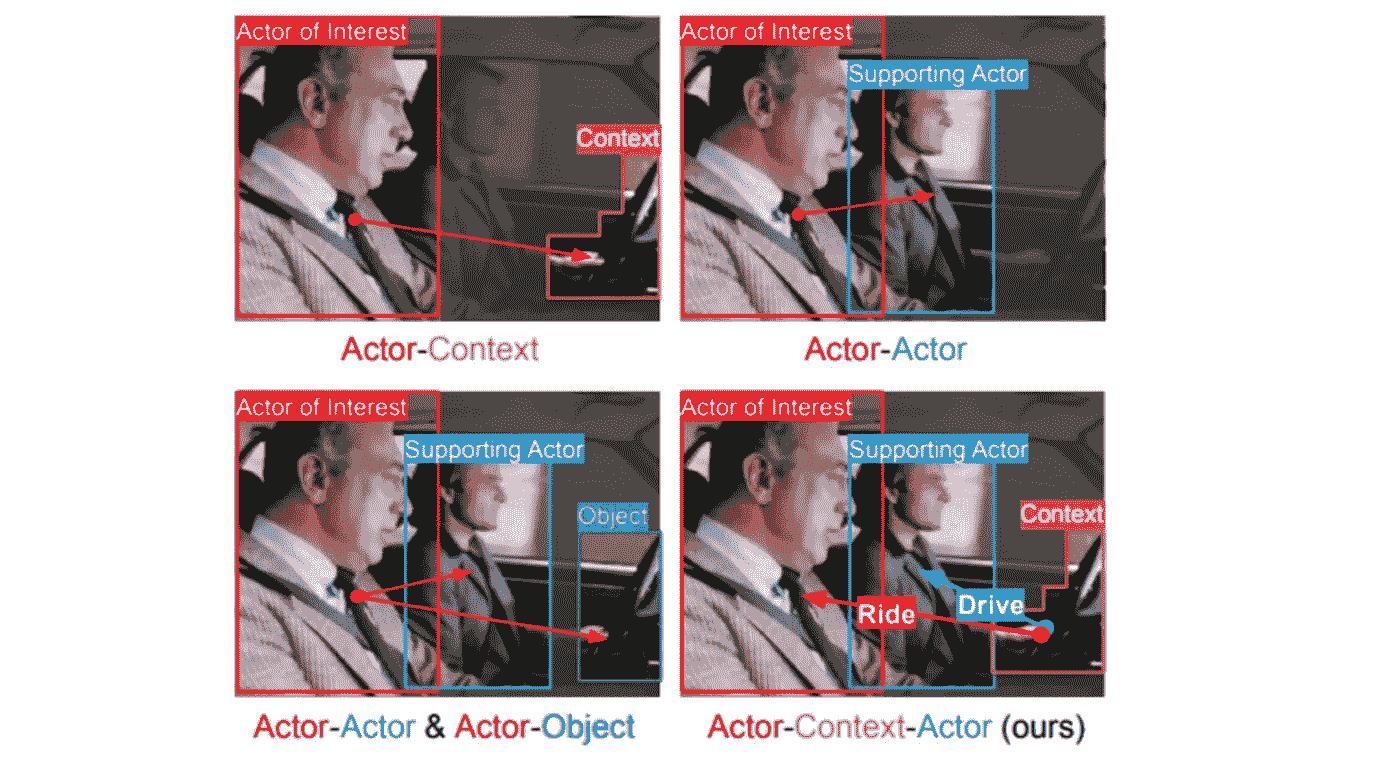 Actor of Interest
Context
Actor-Context
Actor of Interest
Supporting Actor
Actor-Actor
Actor of Interest
Supporting Actor
Object
Actor-Actor & Actor-Object
Actor of Interest
Supporting Actor
Context
Ride
Drive
Actor-Context-Actor (ours)